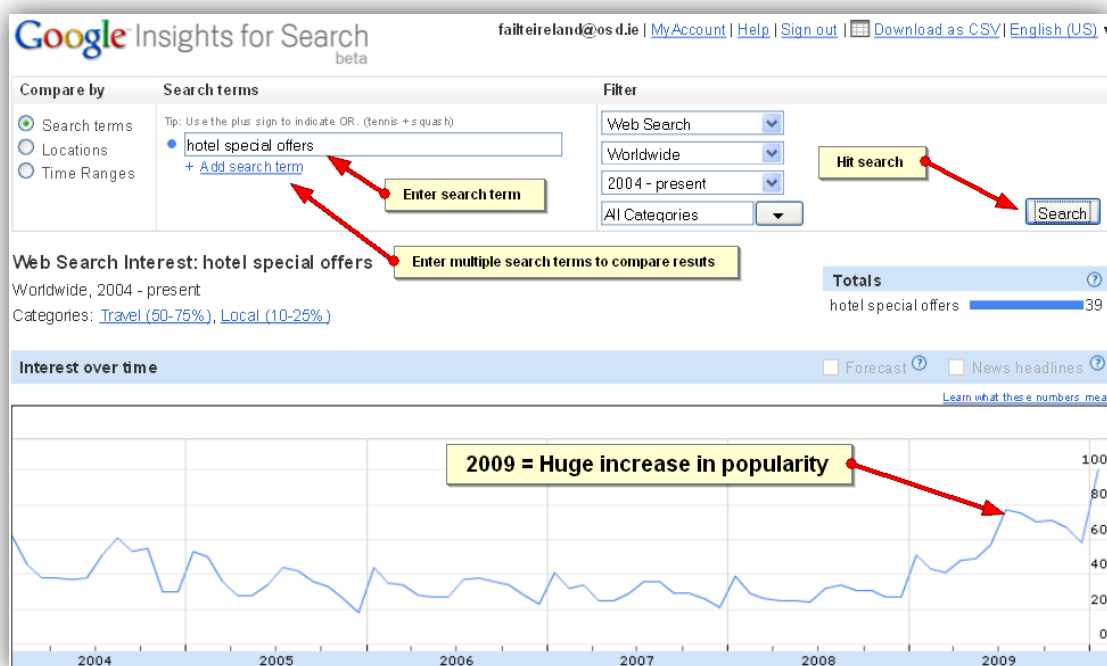 Google Insights for Search
beta
failteireland@osd.ie | My Account | Help | Sign out | Download as CSV | English (US)
Compare by
Search terms
Filter
Search terms
Locations
Time Ranges
Tip: Use the plus sign to indicate OR. (tennis + squash)
hotel special offers
+ Add search term
Enter search term
Enter multiple search terms to compare resuts
Web Search
Worldwide
2004 - present
All Categories
Hit search
Search
Web Search Interest: hotel special offers
Worldwide, 2004 - present
Categories: Travel (50-75%), Local (10-25%)
Totals
hotel special offers 39
Interest over time
Forecast
News headlines
Learn what these numbers mea
2009 = Huge increase in popularity
100
80
60
40
20
0
2004 2005 2006 2007 2008 2009